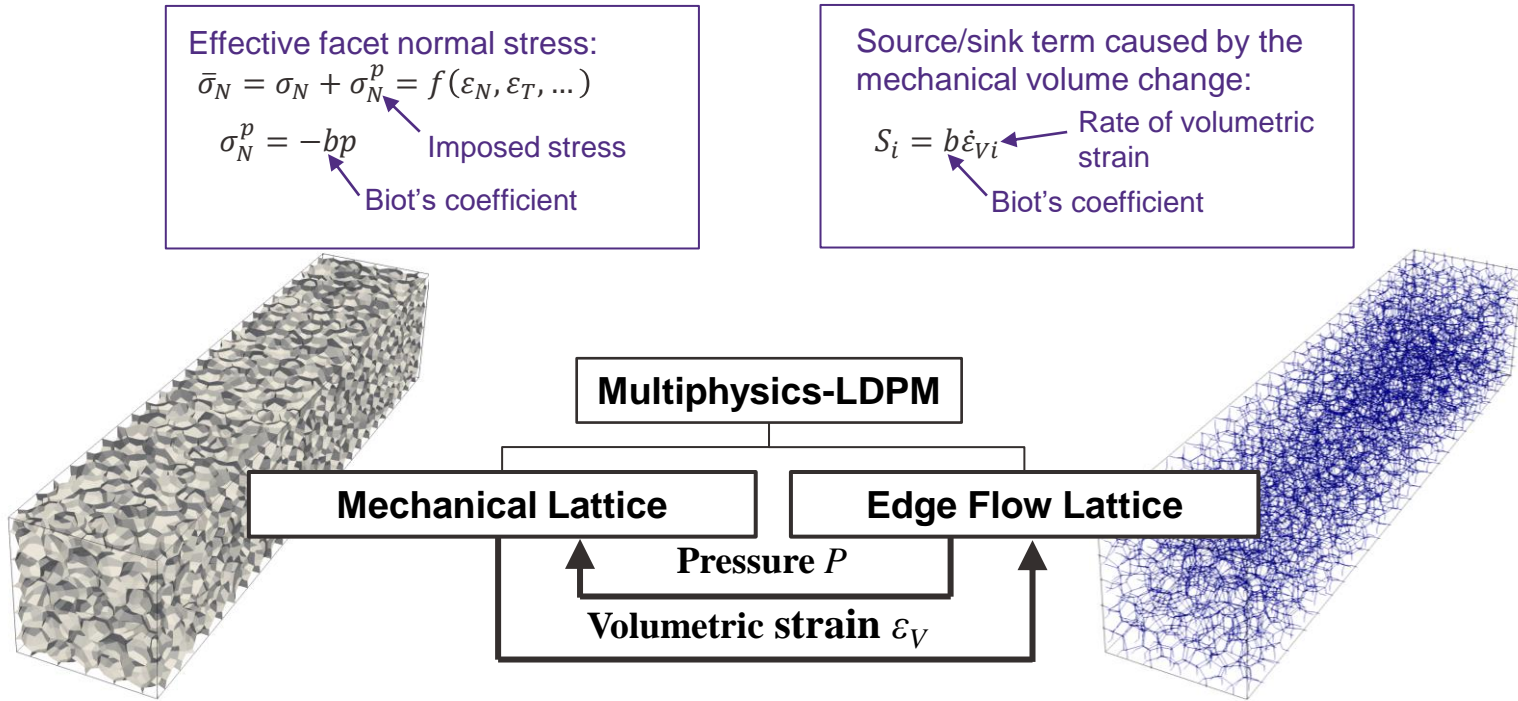 Effective facet normal stress:
σ̄_N = σ_N + σ_N^p = f(ε_N, ε_T, …)
σ_N^p = −bp
Imposed stress
Biot's coefficient
Source/sink term caused by the
mechanical volume change:
S_i = bε̇_Vi
Rate of volumetric
strain
Biot's coefficient
Multiphysics-LDPM
Mechanical Lattice
Edge Flow Lattice
Pressure P
Volumetric strain ε_V